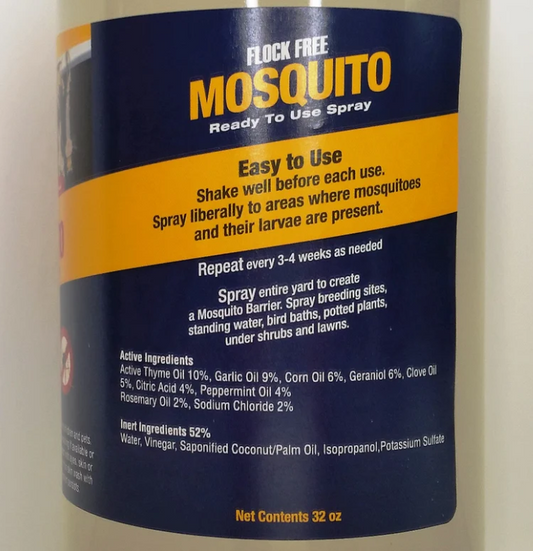 FLOCK FREE
MOSQUITO
Ready To Use Spray
Easy to Use
Shake well before each use.
Spray liberally to areas where mosquitoes
and their larvae are present.
Repeat every 3-4 weeks as needed
Spray entire yard to create
a Mosquito Barrier. Spray breeding sites,
standing water, bird baths, potted plants,
under shrubs and lawns.
Active Ingredients
Active Thyme Oil 10%, Garlic Oil 9%, Corn Oil 6%, Geraniol 6%, Clove Oil
5%, Citric Acid 4%, Peppermint Oil 4%
Rosemary Oil 2%, Sodium Chloride 2%
Inert Ingredients 52%
Water, Vinegar, Saponified Coconut/Palm Oil, Isopropanol,Potassium Sulfate
Net Contents 32 oz